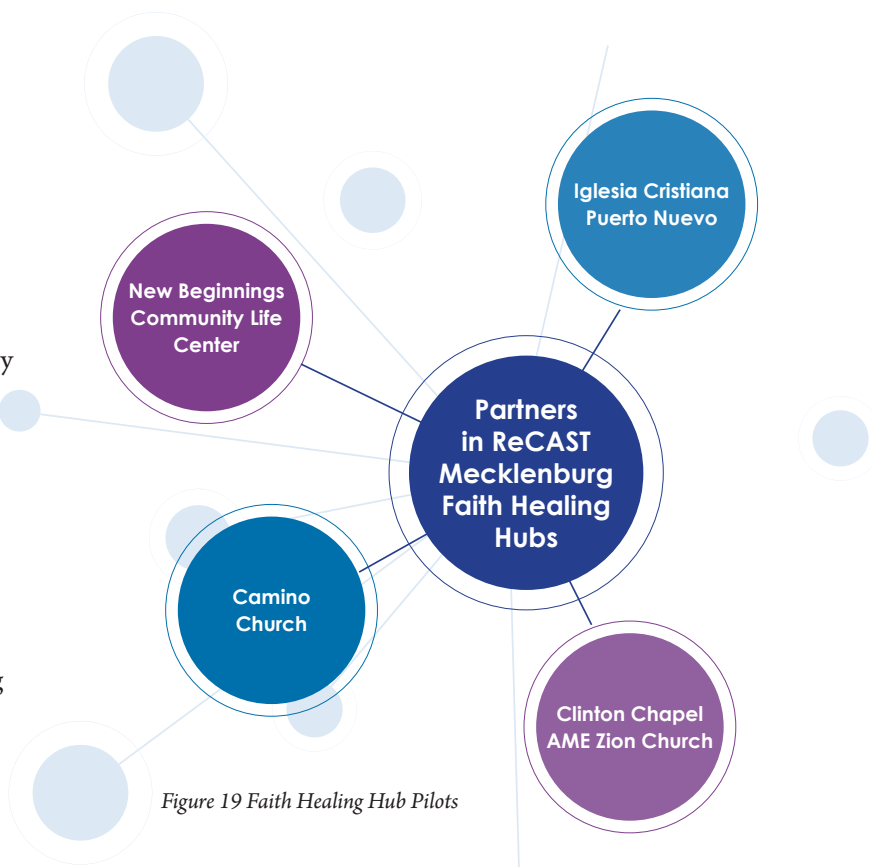 Iglesia Cristiana
Puerto Nuevo
New Beginnings
Community Life
Center
y
Partners
in ReCAST
Mecklenburg
Faith Healing
Hubs
Camino
Church
g
Clinton Chapel
AME Zion Church
Figure 19 Faith Healing Hub Pilots